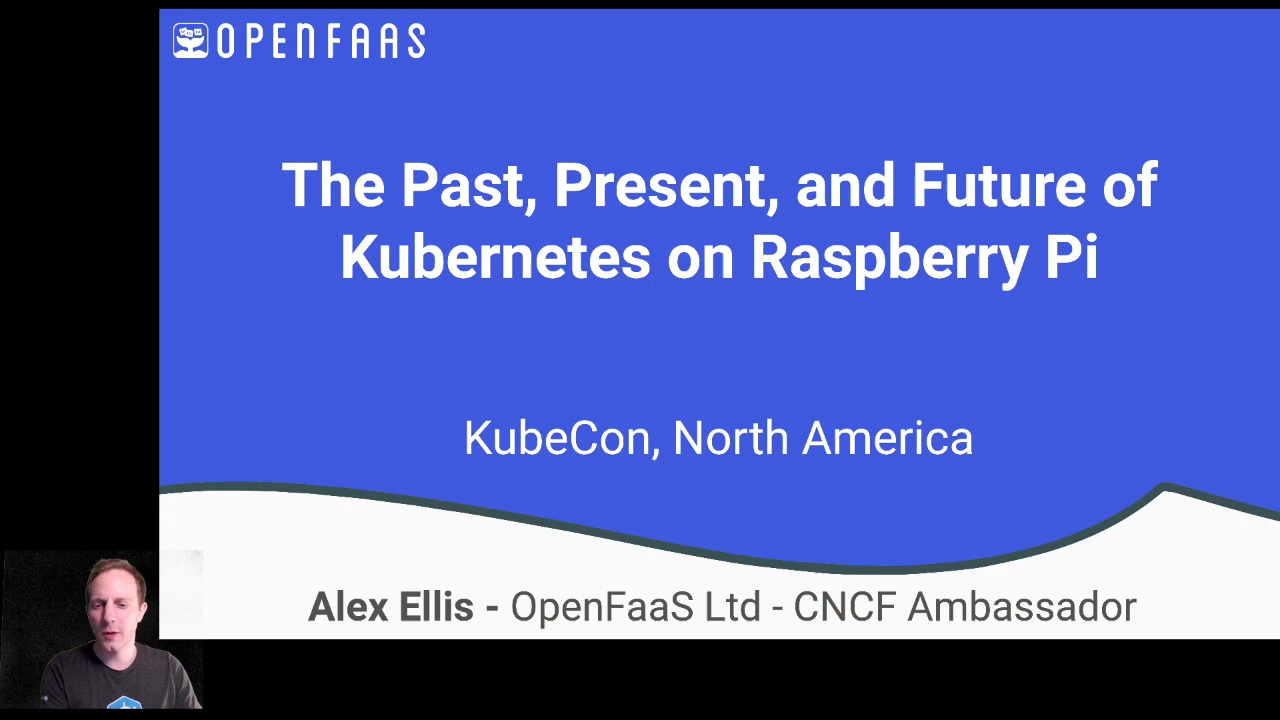 OPENFAAS
The Past, Present, and Future of
Kubernetes on Raspberry Pi
KubeCon, North America
Alex Ellis - OpenFaaS Ltd - CNCF Ambassador